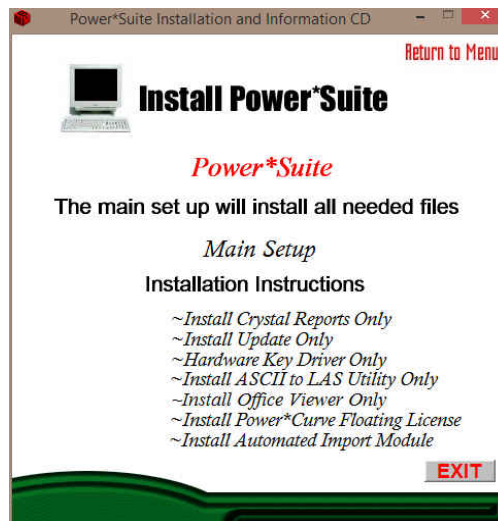 Power*Suite Installation and Information CD
Return to Menu
Install Power*Suite
Power*Suite
The main set up will install all needed files
Main Setup
Installation Instructions
~Install Crystal Reports Only
~Install Update Only
~Hardware Key Driver Only
~Install ASCII to LAS Utility Only
~Install Office Viewer Only
~Install Power*Curve Floating License
~Install Automated Import Module
EXIT